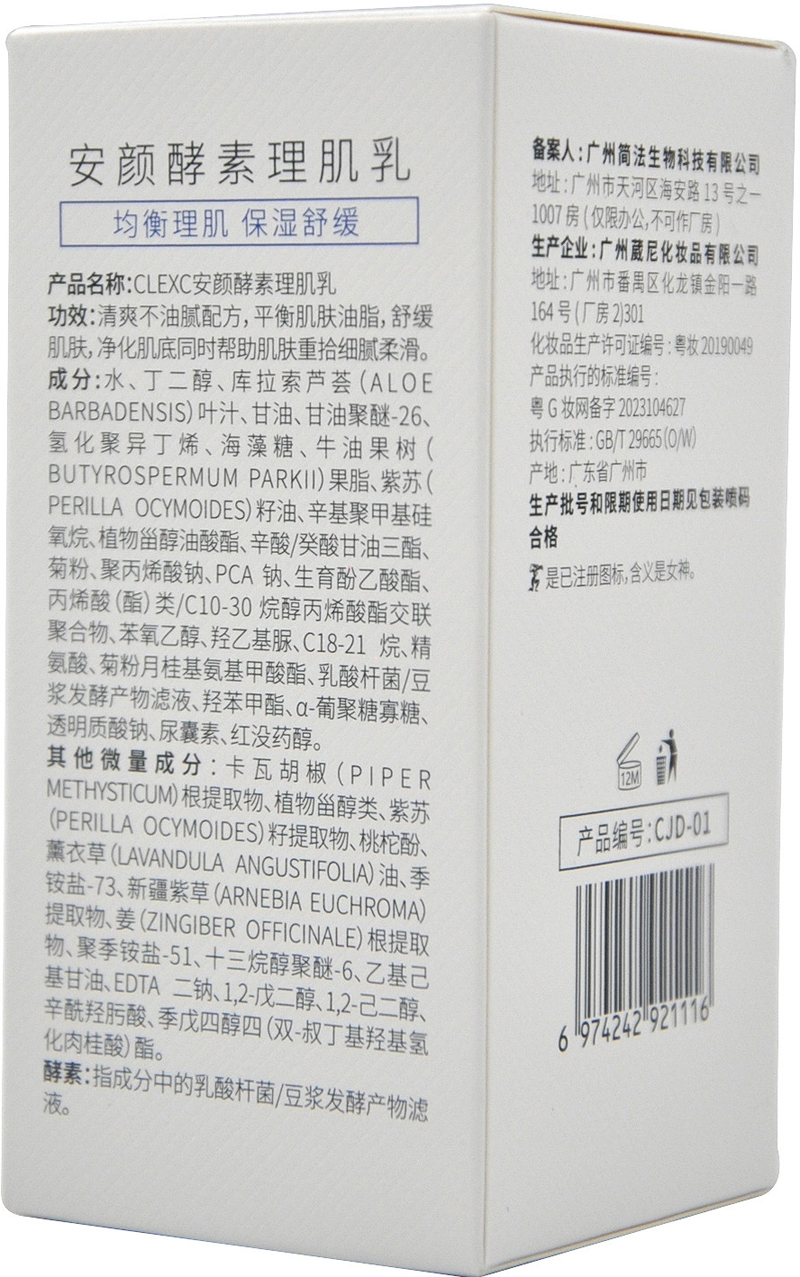 安颜酵素理肌乳
均衡理肌 保湿舒缓
产品名称:CLEXC安颜酵素理肌乳
功效:清爽不油腻配方,平衡肌肤油脂,舒缓
肌肤,净化肌底同时帮助肌肤重拾细腻柔滑。
成分:水、丁二醇、库拉索芦荟(ALOE
BARBADENSIS)叶汁、甘油、甘油聚醚-26、
氢化聚异丁烯、海藻糖、牛油果树(
BUTYROSPERMUM PARKII)果脂、紫苏(
PERILLA OCYMOIDES)籽油、辛基聚甲基硅
氧烷、植物甾醇油酸酯、辛酸/癸酸甘油三酯、
菊粉、聚丙烯酸钠、PCA 钠、生育酚乙酸酯、
丙烯酸(酯)类/C10-30 烷醇丙烯酸酯交联
聚合物、苯氧乙醇、羟乙基脲、C18-21 烷、精
氨酸、菊粉月桂基氨基甲酸酯、乳酸杆菌/豆
浆发酵产物滤液、羟苯甲酯、α-葡聚糖寡糖、
透明质酸钠、尿囊素、红没药醇。
其他微量成分:卡瓦胡椒(PIPER
METHYSTICUM)根提取物、植物甾醇类、紫苏
(PERILLA OCYMOIDES)籽提取物、桃柁酚、
薰衣草(LAVANDULA ANGUSTIFOLIA)油、季
铵盐-73、新疆紫草(ARNEBIA EUCHROMA)
提取物、姜(ZINGIBER OFFICINALE)根提取
物、聚季铵盐-51、十三烷醇聚醚-6、乙基己
基甘油、EDTA 二钠、1,2-戊二醇、1,2-己二醇、
辛酰羟肟酸、季戊四醇四(双-叔丁基羟基氢
化肉桂酸)酯。
酵素:指成分中的乳酸杆菌/豆浆发酵产物滤
液。
备案人:广州简法生物科技有限公司
地址:广州市天河区海安路 13 号之一
1007 房(仅限办公,不可作厂房)
生产企业:广州葳尼化妆品有限公司
地址:广州市番禺区化龙镇金阳一路
164 号(厂房 2)301
化妆品生产许可证编号:粤妆 20190049
产品执行的标准编号:
粤 G 妆网备字 2023104627
执行标准:GB/T 29665(O/W)
产地:广东省广州市
生产批号和限期使用日期见包装喷码
合格
是已注册图标,含义是女神。
12M
产品编号:CJD-01
6 974242 921116